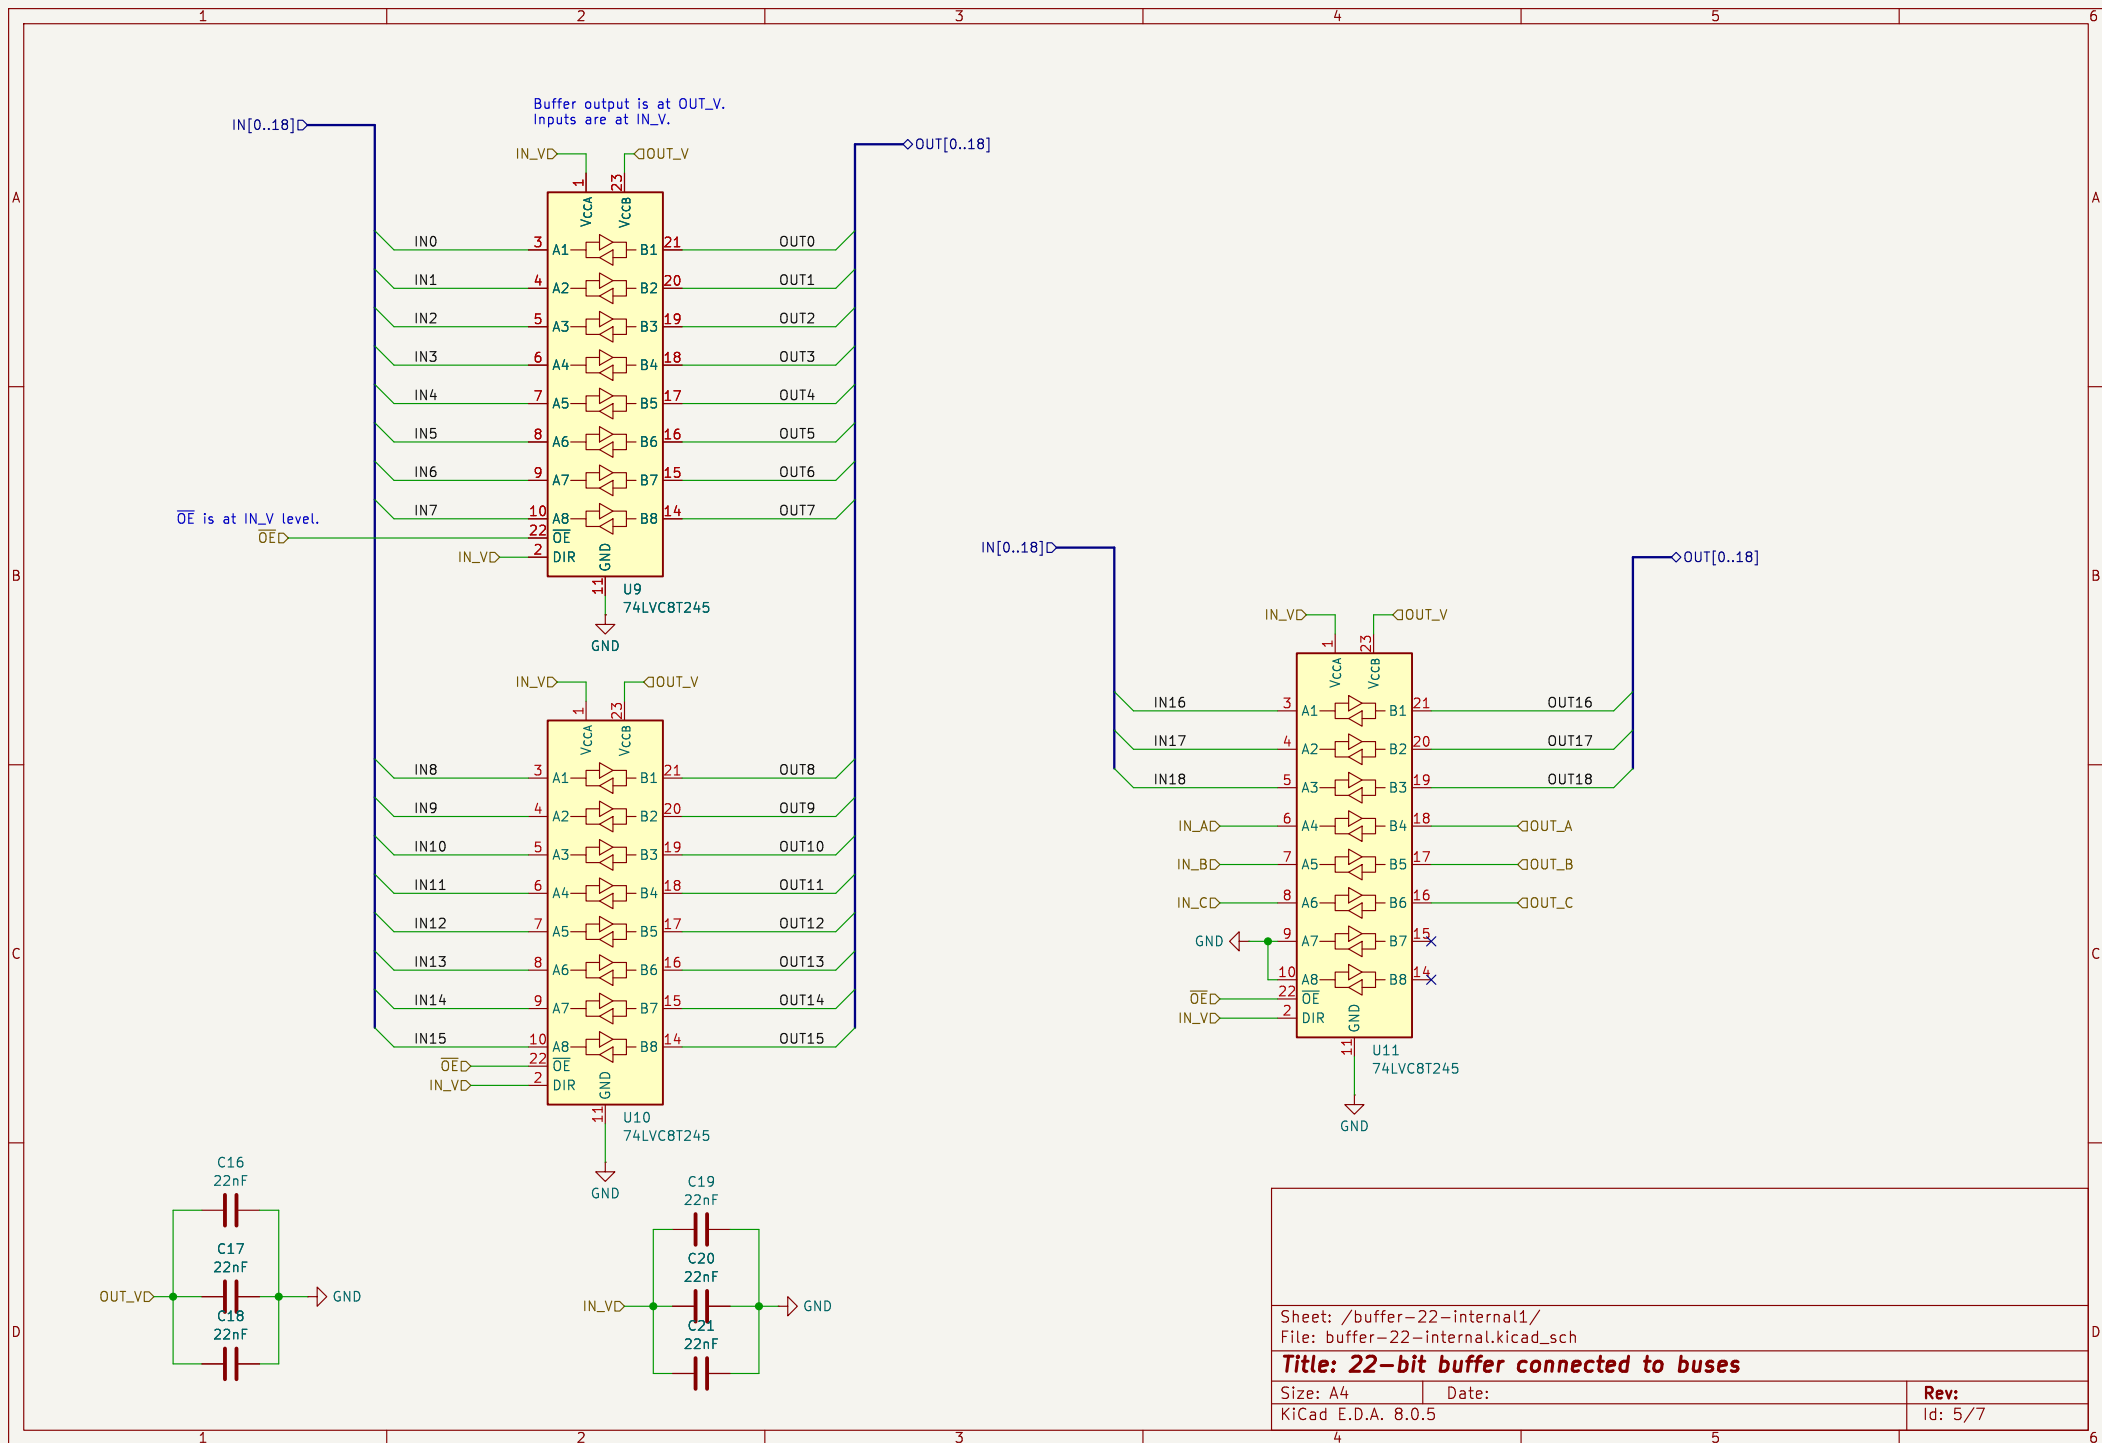 1 2 3 4 5 6
A A
B B
C C
D D
1 2 3 4 5 6
Buffer output is at OUT_V.
Inputs are at IN_V.
IN[0..18]
OUT[0..18]
IN_V OUT_V
1 23
VCCA VCCB
IN0 3 A1 B1 21 OUT0
IN1 4 A2 B2 20 OUT1
IN2 5 A3 B3 19 OUT2
IN3 6 A4 B4 18 OUT3
IN4 7 A5 B5 17 OUT4
IN5 8 A6 B6 16 OUT5
IN6 9 A7 B7 15 OUT6
IN7 10 A8 B8 14 OUT7
OE is at IN_V level.
OE 22 OE
IN_V 2 DIR
GND
11
U9
74LVC8T245
GND
IN_V OUT_V
1 23
VCCA VCCB
IN8 3 A1 B1 21 OUT8
IN9 4 A2 B2 20 OUT9
IN10 5 A3 B3 19 OUT10
IN11 6 A4 B4 18 OUT11
IN12 7 A5 B5 17 OUT12
IN13 8 A6 B6 16 OUT13
IN14 9 A7 B7 15 OUT14
IN15 10 A8 B8 14 OUT15
OE 22 OE
IN_V 2 DIR
GND
11
U10
74LVC8T245
GND
IN[0..18]
OUT[0..18]
IN_V OUT_V
1 23
VCCA VCCB
IN16 3 A1 B1 21 OUT16
IN17 4 A2 B2 20 OUT17
IN18 5 A3 B3 19 OUT18
IN_A 6 A4 B4 18 OUT_A
IN_B 7 A5 B5 17 OUT_B
IN_C 8 A6 B6 16 OUT_C
GND 9 A7 B7 15
10 A8 B8 14
OE 22 OE
IN_V 2 DIR
GND
11
U11
74LVC8T245
GND
C16
22nF
C17
22nF
OUT_V GND
C18
22nF
C19
22nF
C20
22nF
IN_V GND
C21
22nF
Sheet: /buffer-22-internal1/
File: buffer-22-internal.kicad_sch
Title: 22-bit buffer connected to buses
Size: A4 Date: Rev:
KiCad E.D.A. 8.0.5 Id: 5/7